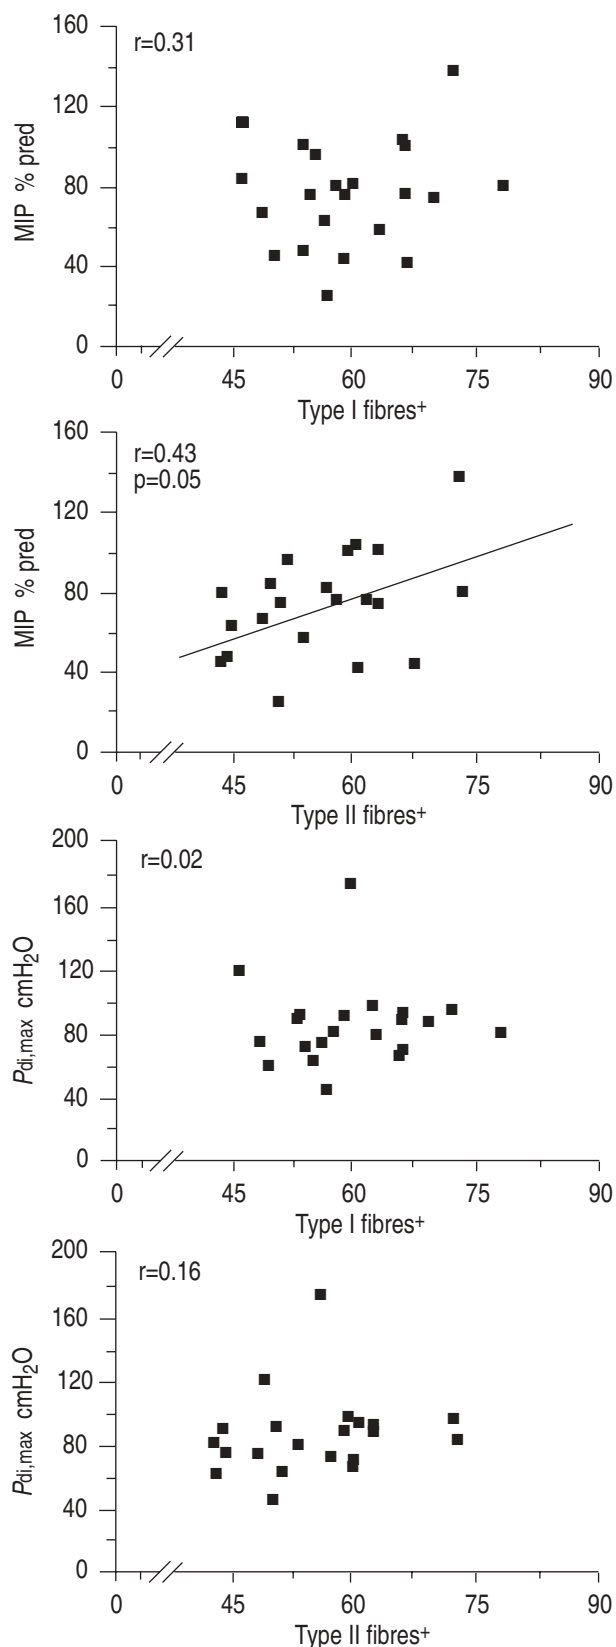 160
r=0.31
120
MIP % pred
80
40
0
0 45 60 75 90
Type I fibres⁺
160
r=0.43
p=0.05
120
MIP % pred
80
40
0
0 45 60 75 90
Type II fibres⁺
200
r=0.02
160
120
Pdi,max cmH₂O
80
40
0
0 45 60 75 90
Type I fibres⁺
200
r=0.16
160
120
Pdi,max cmH₂O
80
40
0
0 45 60 75 90
Type II fibres⁺